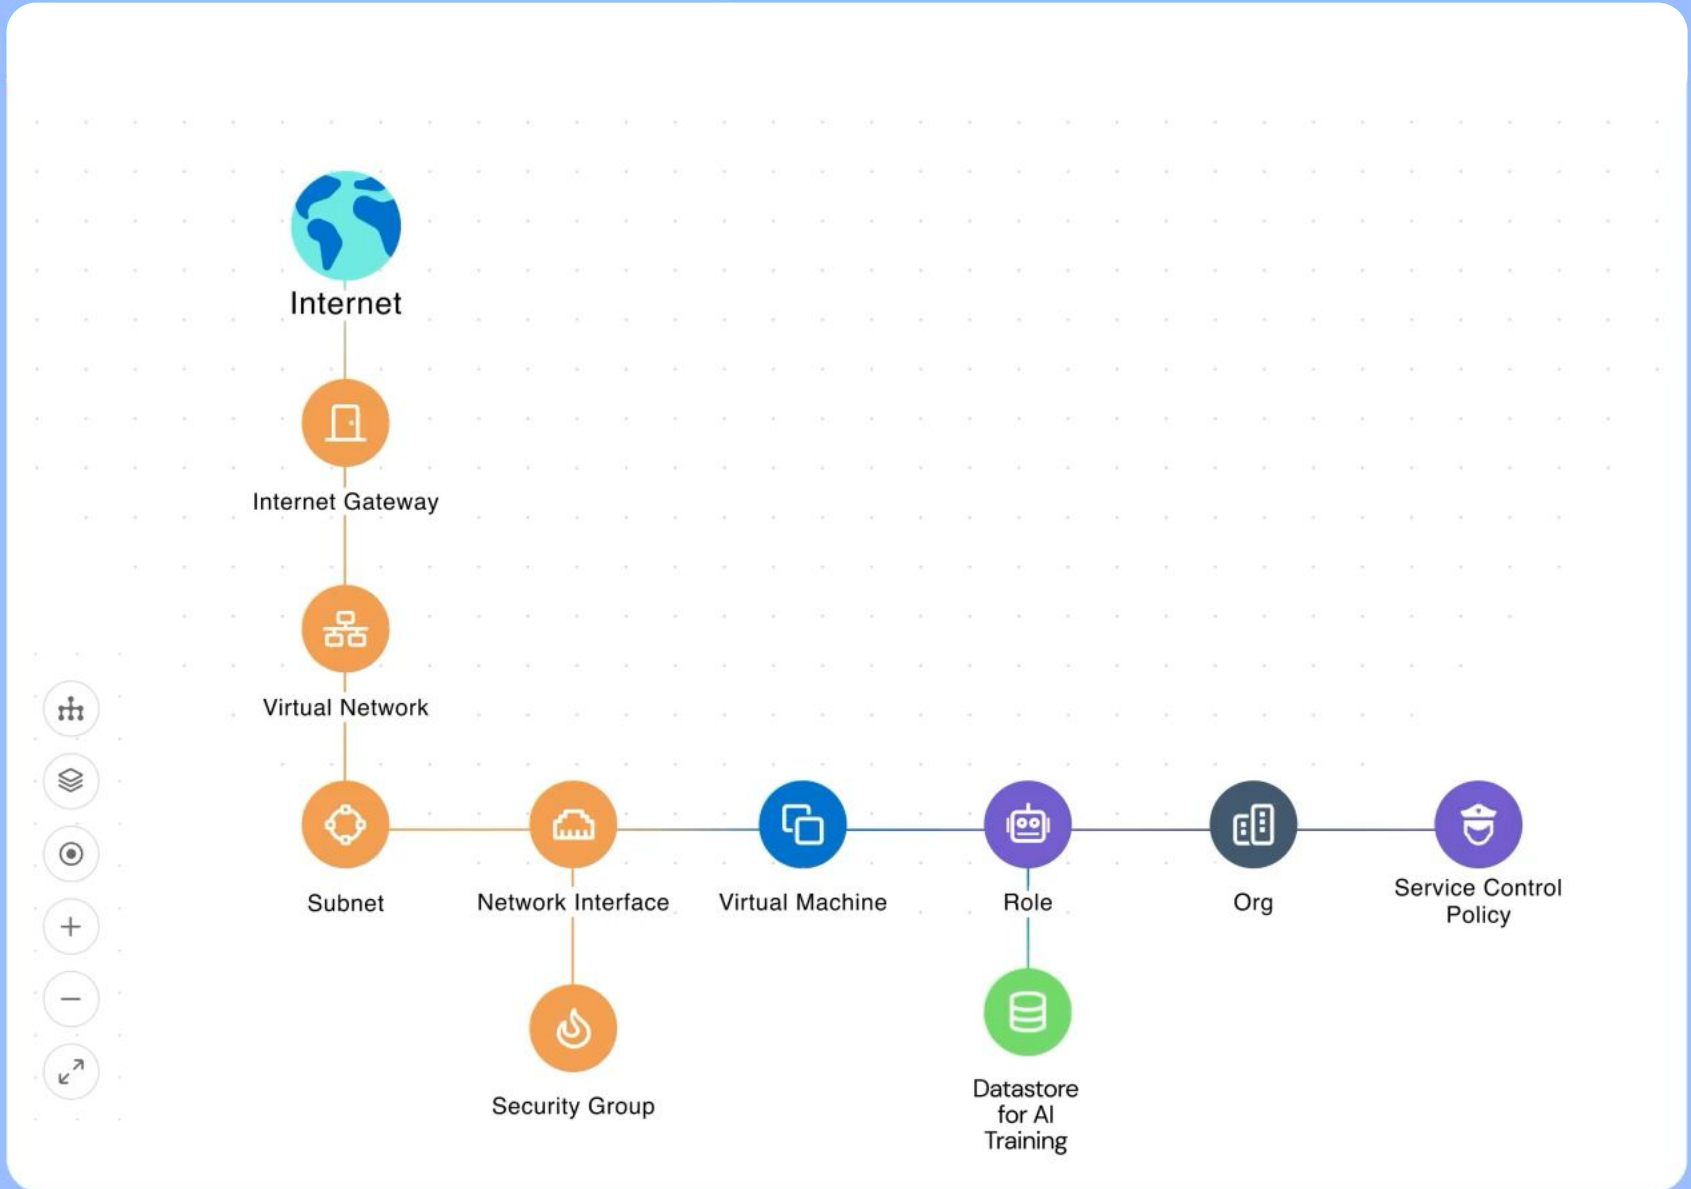 Internet
Internet Gateway
Virtual Network
Subnet
Network Interface
Virtual Machine
Role
Org
Service Control
Policy
Security Group
Datastore
for AI
Training